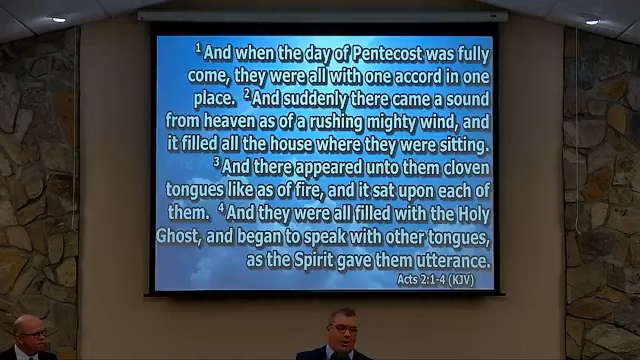 1 And when the day of Pentecost was fully
come, they were all with one accord in one
place. 2 And suddenly there came a sound
from heaven as of a rushing mighty wind, and
it filled all the house where they were sitting.
3 And there appeared unto them cloven
tongues like as of fire, and it sat upon each of
them. 4 And they were all filled with the Holy
Ghost, and began to speak with other tongues,
as the Spirit gave them utterance.
Acts 2:1-4 (KJV)